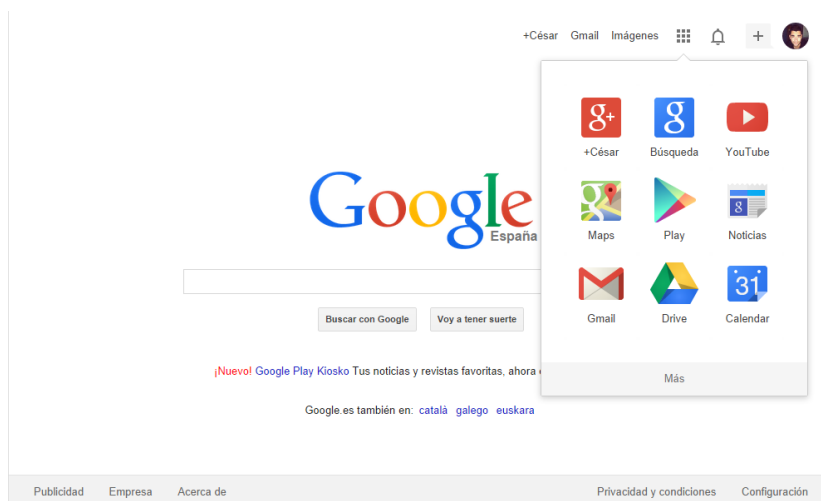 +César Gmail Imágenes
+César Búsqueda YouTube
Maps Play Noticias
Gmail Drive Calendar
31
Más
Google
España
Buscar con Google Voy a tener suerte
¡Nuevo! Google Play Kiosko Tus noticias y revistas favoritas, ahora
Google.es también en: català galego euskara
Publicidad Empresa Acerca de Privacidad y condiciones Configuración